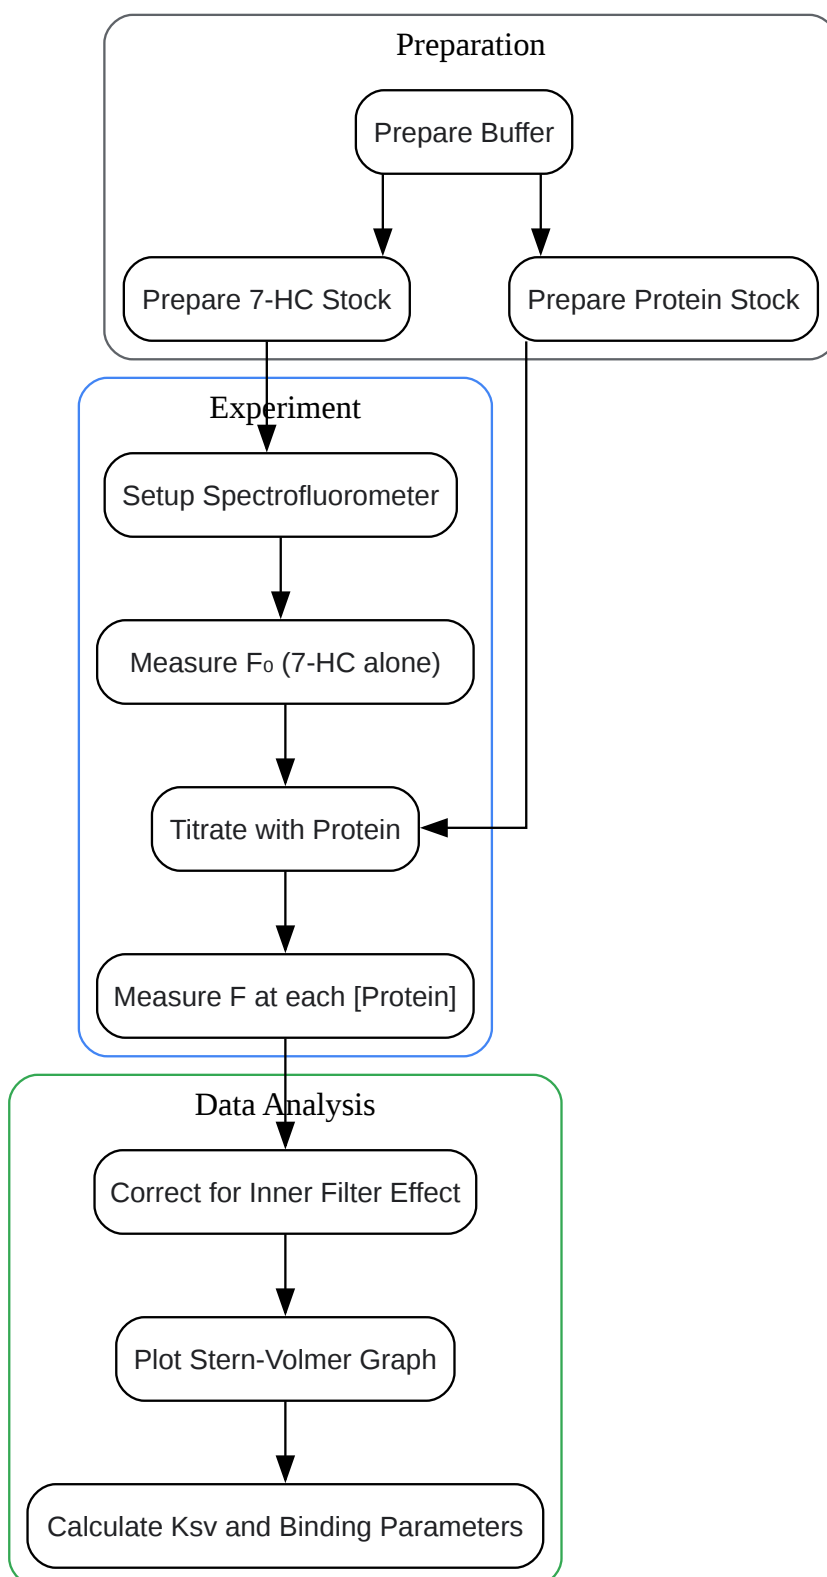 Preparation
Prepare Buffer
Prepare 7-HC Stock
Prepare Protein Stock
Experiment
Setup Spectrofluorometer
Measure F₀ (7-HC alone)
Titrate with Protein
Measure F at each [Protein]
Data Analysis
Correct for Inner Filter Effect
Plot Stern-Volmer Graph
Calculate Ksv and Binding Parameters